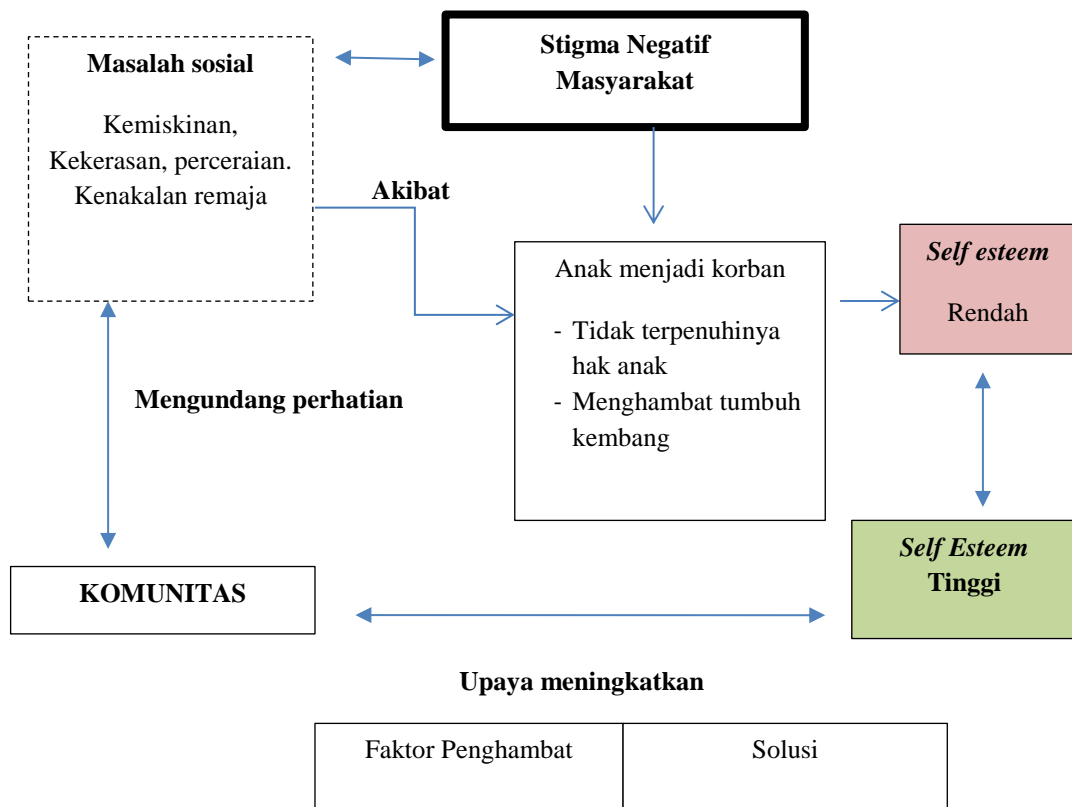 Masalah sosial
Kemiskinan,
Kekerasan, perceraian.
Kenakalan remaja
Stigma Negatif
Masyarakat
Akibat
Anak menjadi korban
- Tidak terpenuhinya
hak anak
- Menghambat tumbuh
kembang
Self esteem
Rendah
Mengundang perhatian
KOMUNITAS
Self Esteem
Tinggi
Upaya meningkatkan
Faktor Penghambat
Solusi